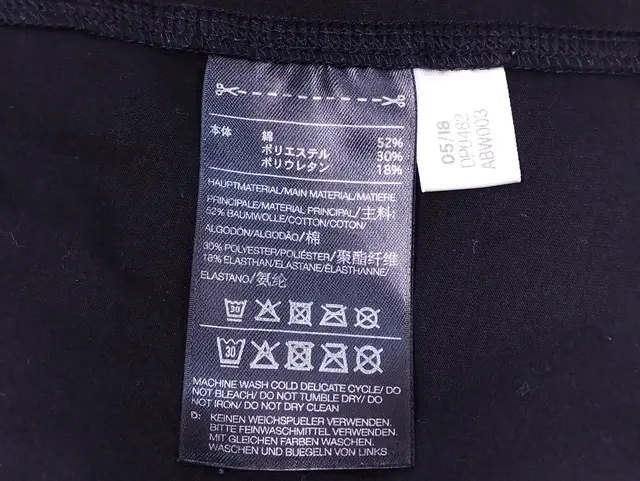 本体 綿 52%
ポリエステル 30%
ポリウレタン 18%
HAUPTMATERIAL/MAIN MATERIAL/MATIERE
PRINCIPALE/MATERIAL PRINCIPAL/主料:
52% BAUMWOLLE/COTTON/COTON/
ALGODÓN/ALGODÃO/棉
30% POLYESTER/POLIÉSTER/聚酯纤维
18% ELASTHAN/ELASTANE/ÉLASTHANNE/
ELASTANO/氨纶
30
30
MACHINE WASH COLD DELICATE CYCLE/ DO
NOT BLEACH/ DO NOT TUMBLE DRY/ DO
NOT IRON/ DO NOT DRY CLEAN
D: KEINEN WEICHSPUELER VERWENDEN.
BITTE FEINWASCHMITTEL VERWENDEN.
MIT GLEICHEN FARBEN WASCHEN.
WASCHEN UND BUEGELN VON LINKS
05/18
DP0482
ABW003